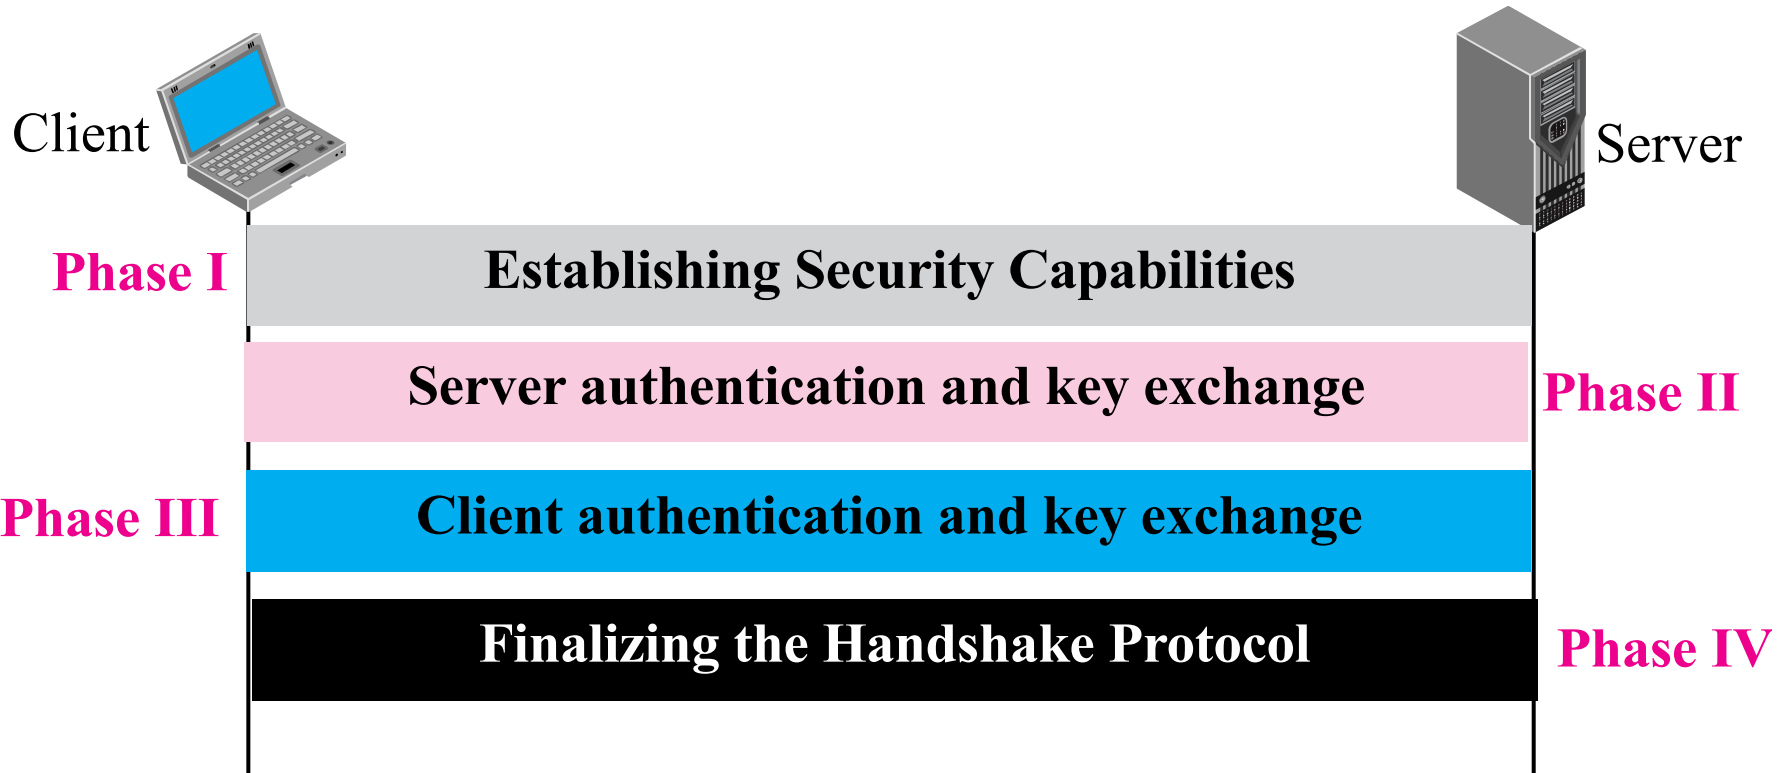 Client
Server
Phase I
Establishing Security Capabilities
Server authentication and key exchange
Phase II
Phase III
Client authentication and key exchange
Finalizing the Handshake Protocol
Phase IV